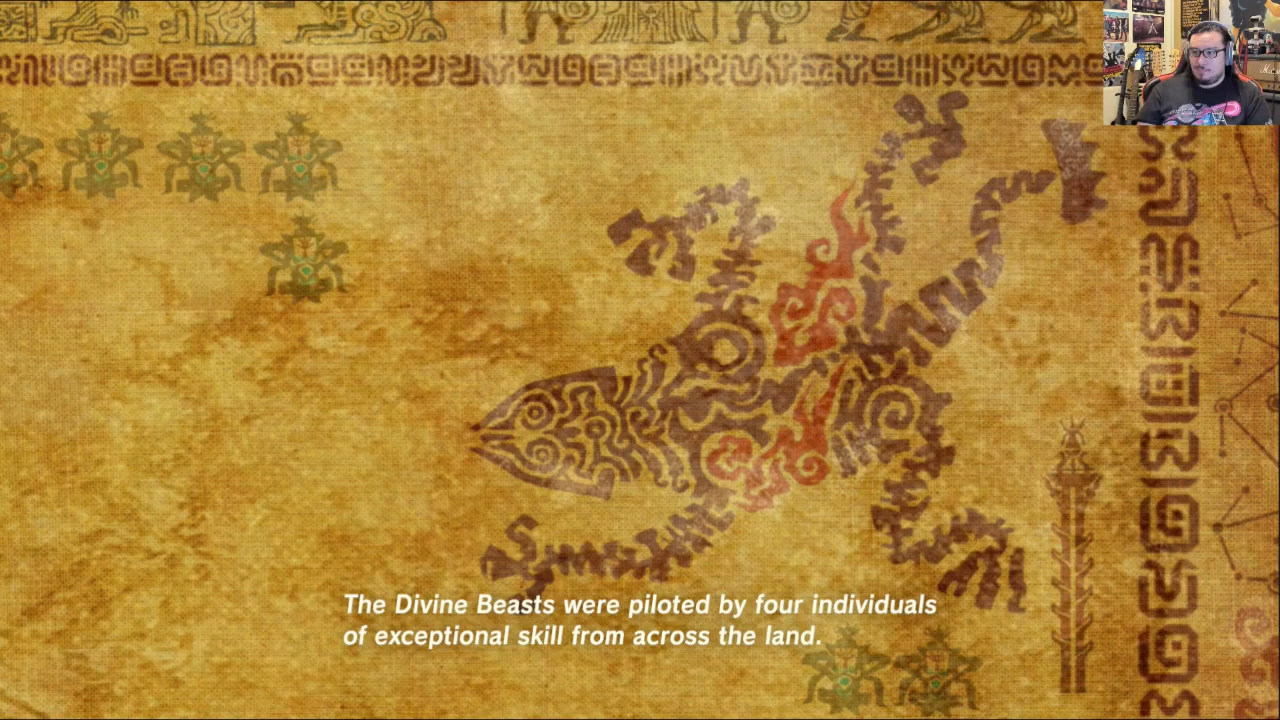 The Divine Beasts were piloted by four individuals
of exceptional skill from across the land.